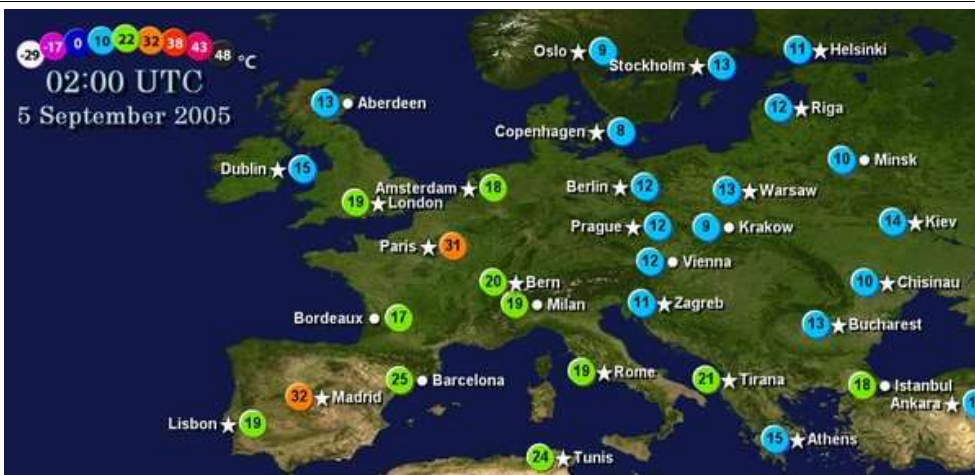 -29 -17 0 10 22 32 38 43 48 °C
02:00 UTC
5 September 2005
Oslo 9
Stockholm 13
11 Helsinki
13 Aberdeen
12 Riga
Copenhagen 8
10 Minsk
Dublin 15
Amsterdam 18
Berlin 12
13 Warsaw
19 London
14 Kiev
Prague 12
9 Krakow
Paris 31
12 Vienna
20 Bern
10 Chisinau
19 Milan
11 Zagreb
Bordeaux 17
13 Bucharest
19 Rome
21 Tirana
25 Barcelona
18 Istanbul
32 Madrid
Ankara
Lisbon 19
15 Athens
24 Tunis